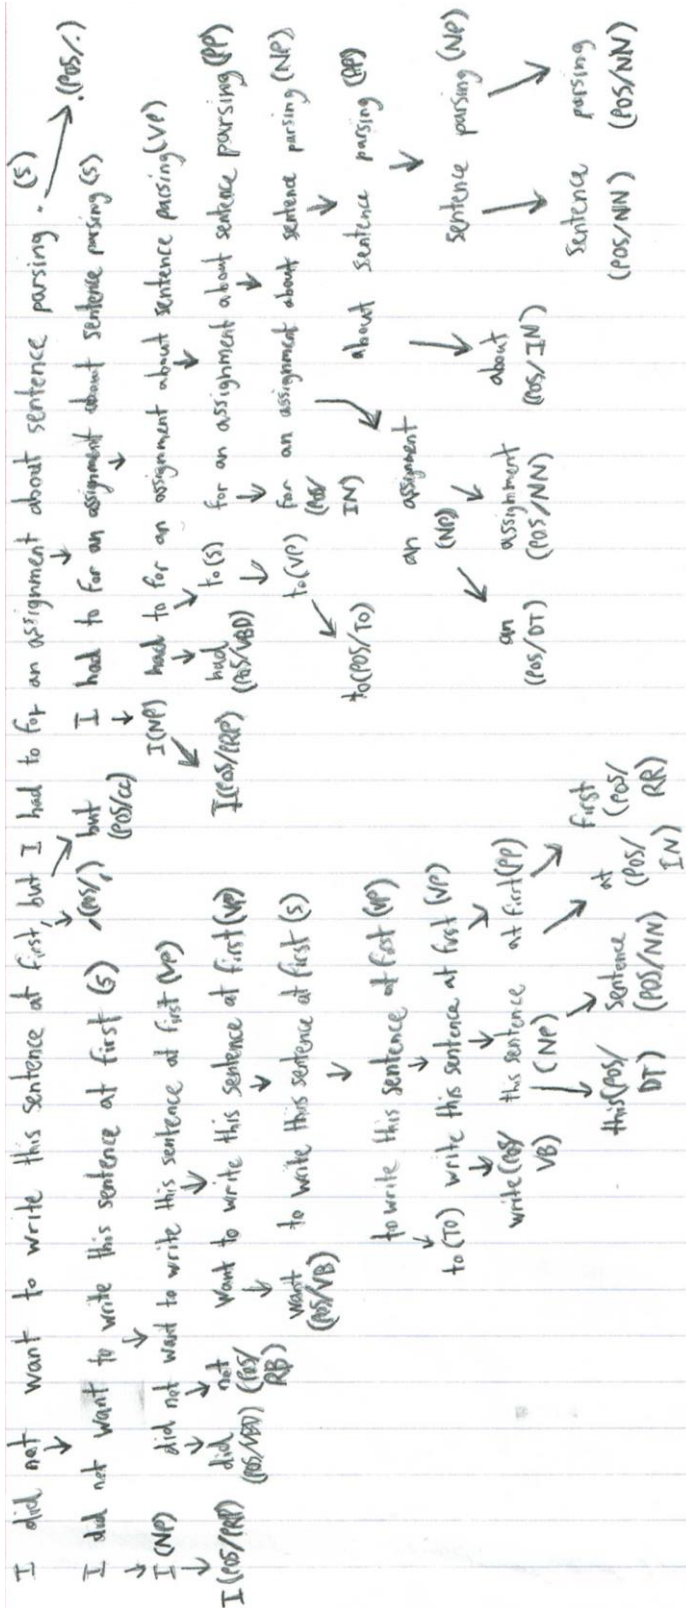 I did not want to write this sentence at first, but I had to for an assignment about sentence parsing . (S)
I did not want to write this sentence at first (S) ,(POS/,) but I had to for an assignment about sentence parsing (S) .(POS/.)
(POS/CC)
I (NP) did not want to write this sentence at first (VP) I (NP) had to for an assignment about sentence parsing (VP)
I (POS/PRP) did not want to write this sentence at first (VP) I (POS/PRP) had to (S) for an assignment about sentence parsing (PP)
(POS/VBD) (POS/ (POS/VBD)
RB)
want to write this sentence at first (S) to (VP) for an assignment about sentence parsing (NP)
(POS/VB) (POS/
IN)
to (POS/TO) about sentence parsing (PP)
to write this sentence at first (VP) an assignment
(NP)
to (TO) write this sentence at first (VP) sentence parsing (NP)
write (POS/ this sentence at first (PP) an assignment about
VB) (NP) (POS/DT) (POS/NN) (POS/IN)
this (POS/ sentence at first sentence parsing
DT) (POS/NN) (POS/ (POS/ (POS/NN) (POS/NN)
IN) RR)